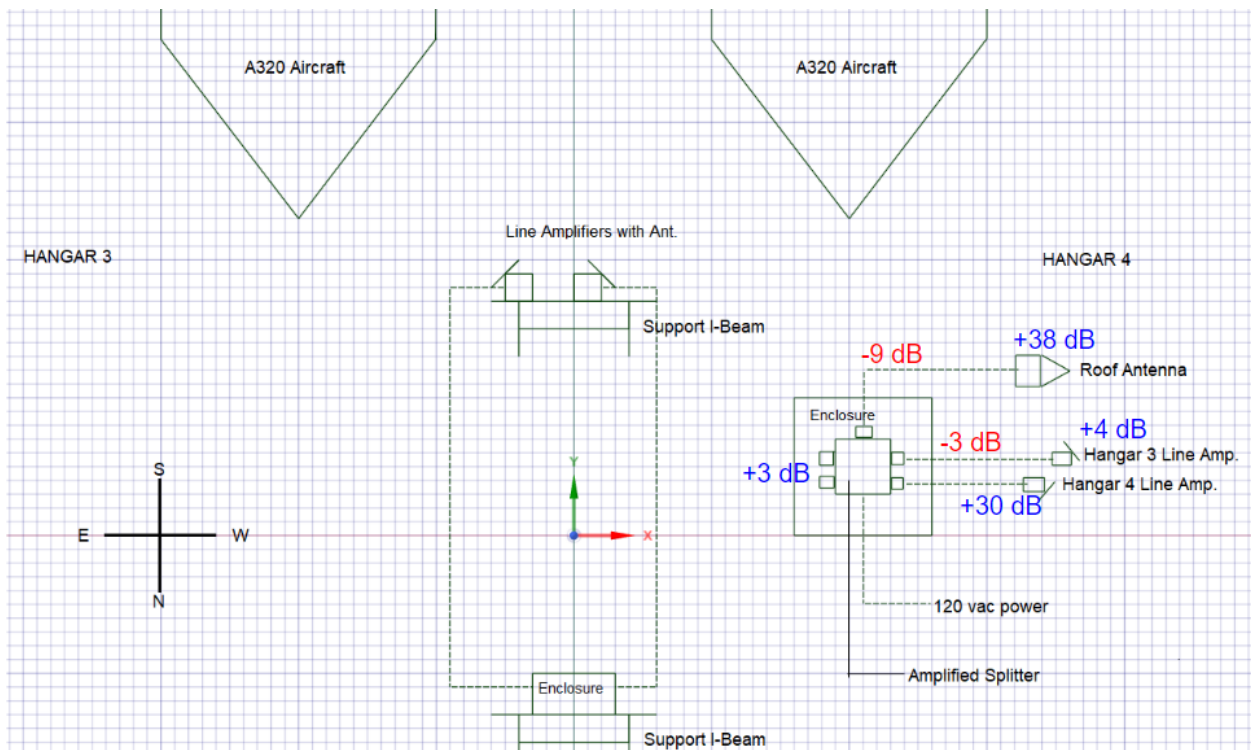 A320 Aircraft
A320 Aircraft
Line Amplifiers with Ant.
HANGAR 3
HANGAR 4
Support I-Beam
+38 dB
-9 dB
Roof Antenna
Enclosure
+4 dB
-3 dB
Hangar 3 Line Amp.
+3 dB
Hangar 4 Line Amp.
+30 dB
Y
S
E
W
X
N
120 vac power
Amplified Splitter
Enclosure
Support I-Beam